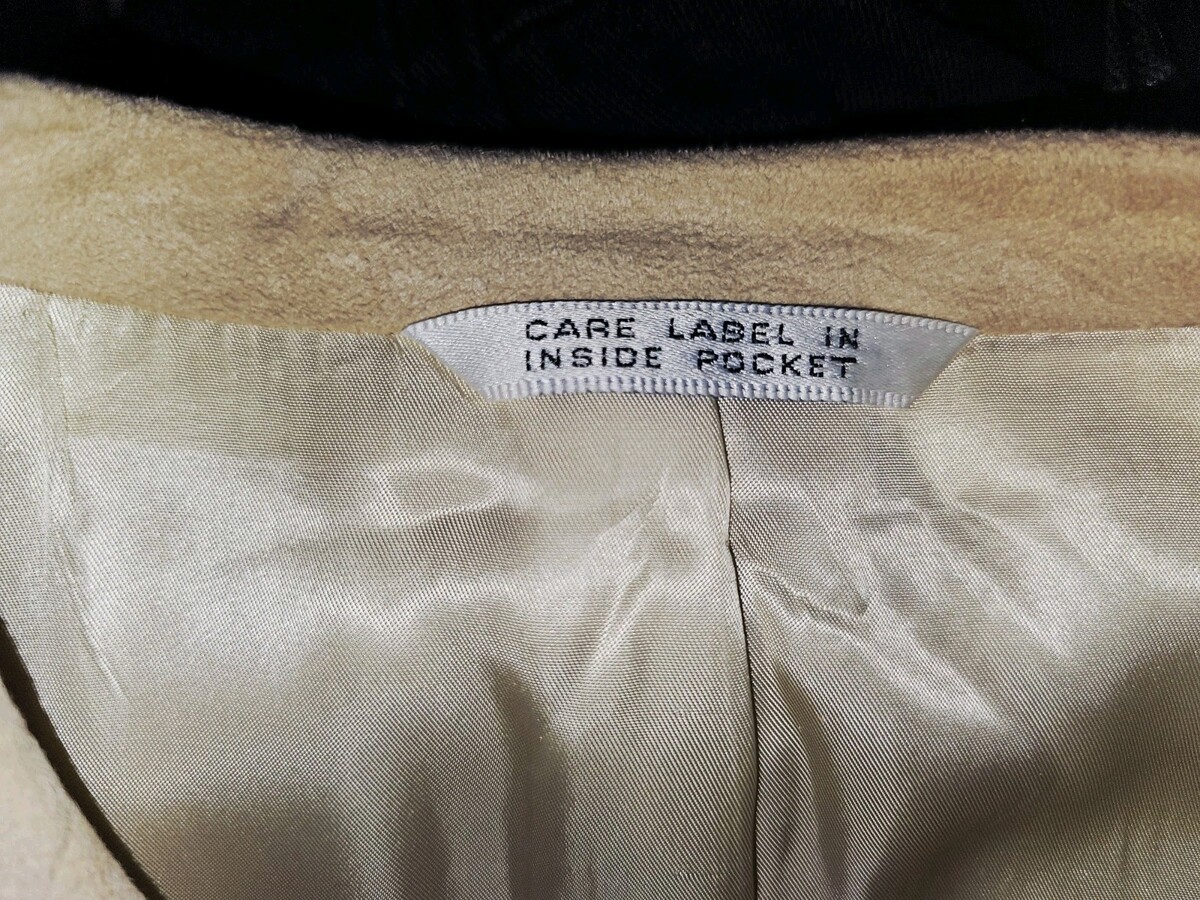 CARE LABEL IN
INSIDE POCKET